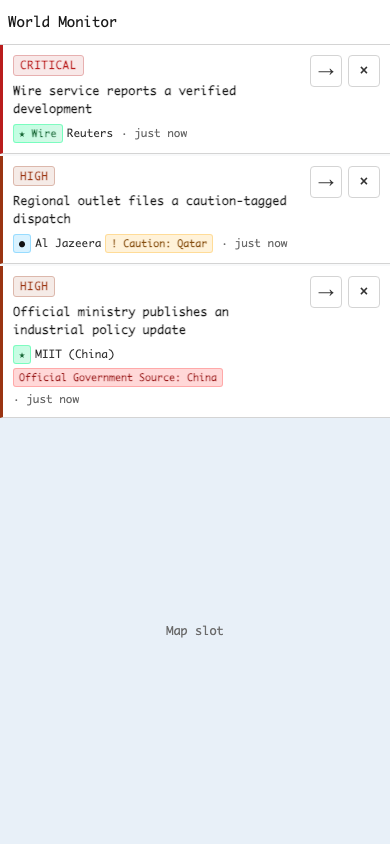 World Monitor
CRITICAL
→ ×
Wire service reports a verified
development
★ Wire Reuters · just now
HIGH
→ ×
Regional outlet files a caution-tagged
dispatch
● Al Jazeera ! Caution: Qatar · just now
HIGH
→ ×
Official ministry publishes an
industrial policy update
★ MIIT (China)
Official Government Source: China
· just now
Map slot